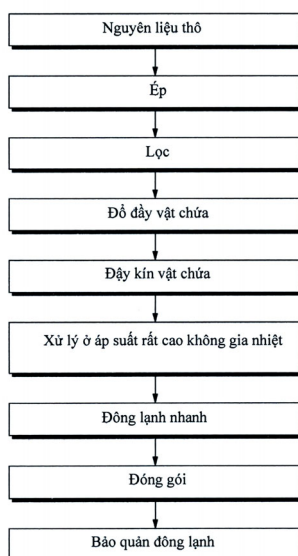 Nguyên liệu thô
Ép
Lọc
Đổ đầy vật chứa
Đậy kín vật chứa
Xử lý ở áp suất rất cao không gia nhiệt
Đông lạnh nhanh
Đóng gói
Bảo quản đông lạnh